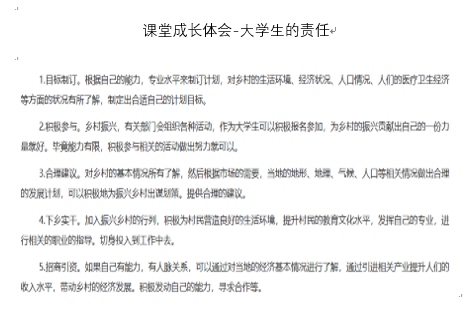 课堂成长体会-大学生的责任
1.目标制订。根据自己的能力，专业水平来制订计划，对乡村的生活环境、经济状况、人口情况、人们的医疗卫生经济
等方面的状况有所了解，制定出合适自己的计划目标。
2.积极参与。乡村振兴，有关部门会组织各种活动，作为大学生可以积极报名参加，为乡村的振兴贡献出自己的一份力
量就好。毕竟能力有限，积极参与相关的活动做出努力就可以。
3.合理建议。对乡村的基本情况所有了解，然后根据市场的需要，当地的地形、地理、气候、人口等相关情况做出合理
的发展计划，可以积极地为振兴乡村出谋划策。提供合理的建议。
4.下乡实干。加入振兴乡村的行列，积极为村民营造良好的生活环境，提升村民的教育文化水平，发挥自己的专业，进
行相关的职业的指导。切身投入到工作中去。
5.招商引资。如果自己有能力，有人脉关系，可以通过对当地的经济基本情况进行了解，通过引进相关产业提升人们的
收入水平，带动乡村的经济发展。积极发动自己的能力，寻求合作等。